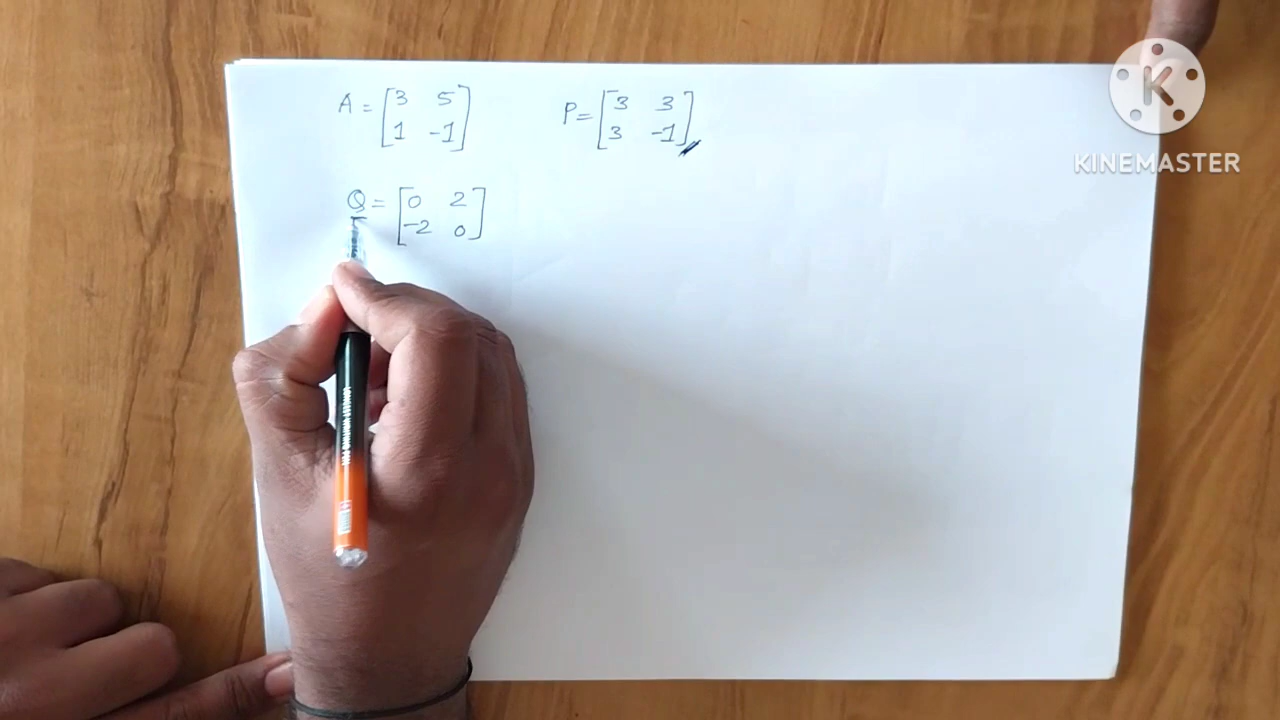 A = [3 5
1 -1]
P = [3 3
3 -1]
Q = [0 2
-2 0]
KINEMASTER